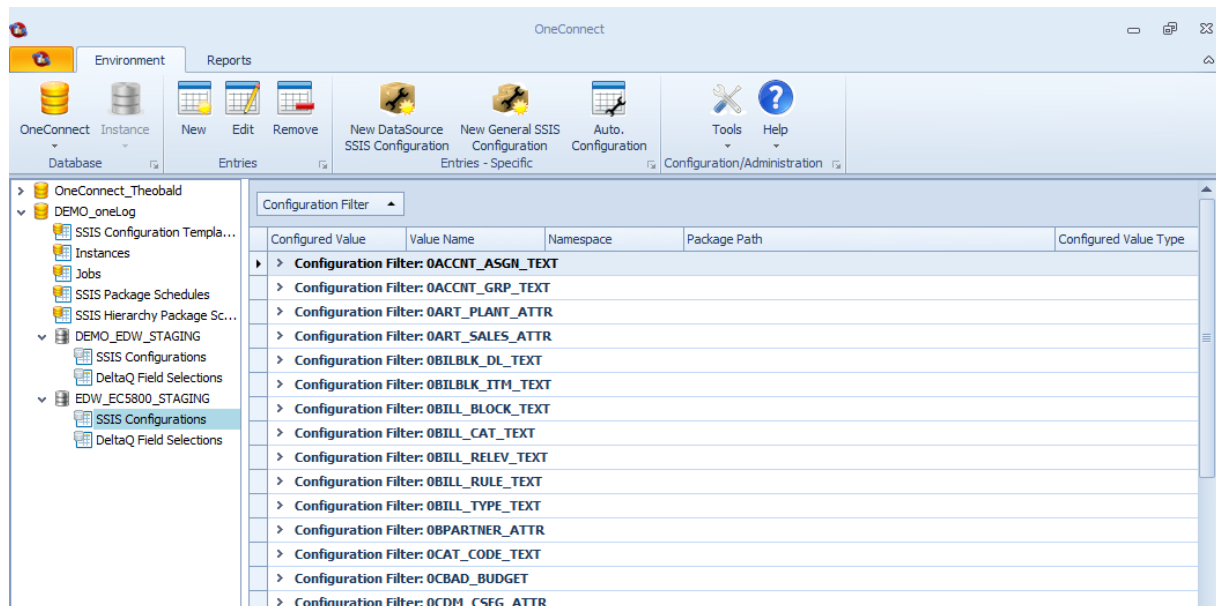 OneConnect
Environment Reports
OneConnect Instance New Edit Remove New DataSource New General SSIS Auto. Tools Help
SSIS Configuration Configuration Configuration
Database Entries Entries - Specific Configuration/Administration
OneConnect_Theobald
DEMO_oneLog
SSIS Configuration Templa...
Instances
Jobs
SSIS Package Schedules
SSIS Hierarchy Package Sc...
DEMO_EDW_STAGING
SSIS Configurations
DeltaQ Field Selections
EDW_EC5800_STAGING
SSIS Configurations
DeltaQ Field Selections
Configuration Filter
Configured Value Value Name Namespace Package Path Configured Value Type
Configuration Filter: 0ACCNT_ASGN_TEXT
Configuration Filter: 0ACCNT_GRP_TEXT
Configuration Filter: 0ART_PLANT_ATTR
Configuration Filter: 0ART_SALES_ATTR
Configuration Filter: 0BILBLK_DL_TEXT
Configuration Filter: 0BILBLK_ITM_TEXT
Configuration Filter: 0BILL_BLOCK_TEXT
Configuration Filter: 0BILL_CAT_TEXT
Configuration Filter: 0BILL_RELEV_TEXT
Configuration Filter: 0BILL_RULE_TEXT
Configuration Filter: 0BILL_TYPE_TEXT
Configuration Filter: 0BPARTNER_ATTR
Configuration Filter: 0CAT_CODE_TEXT
Configuration Filter: 0CBAD_BUDGET
Configuration Filter: 0CDM_CSEG_ATTR